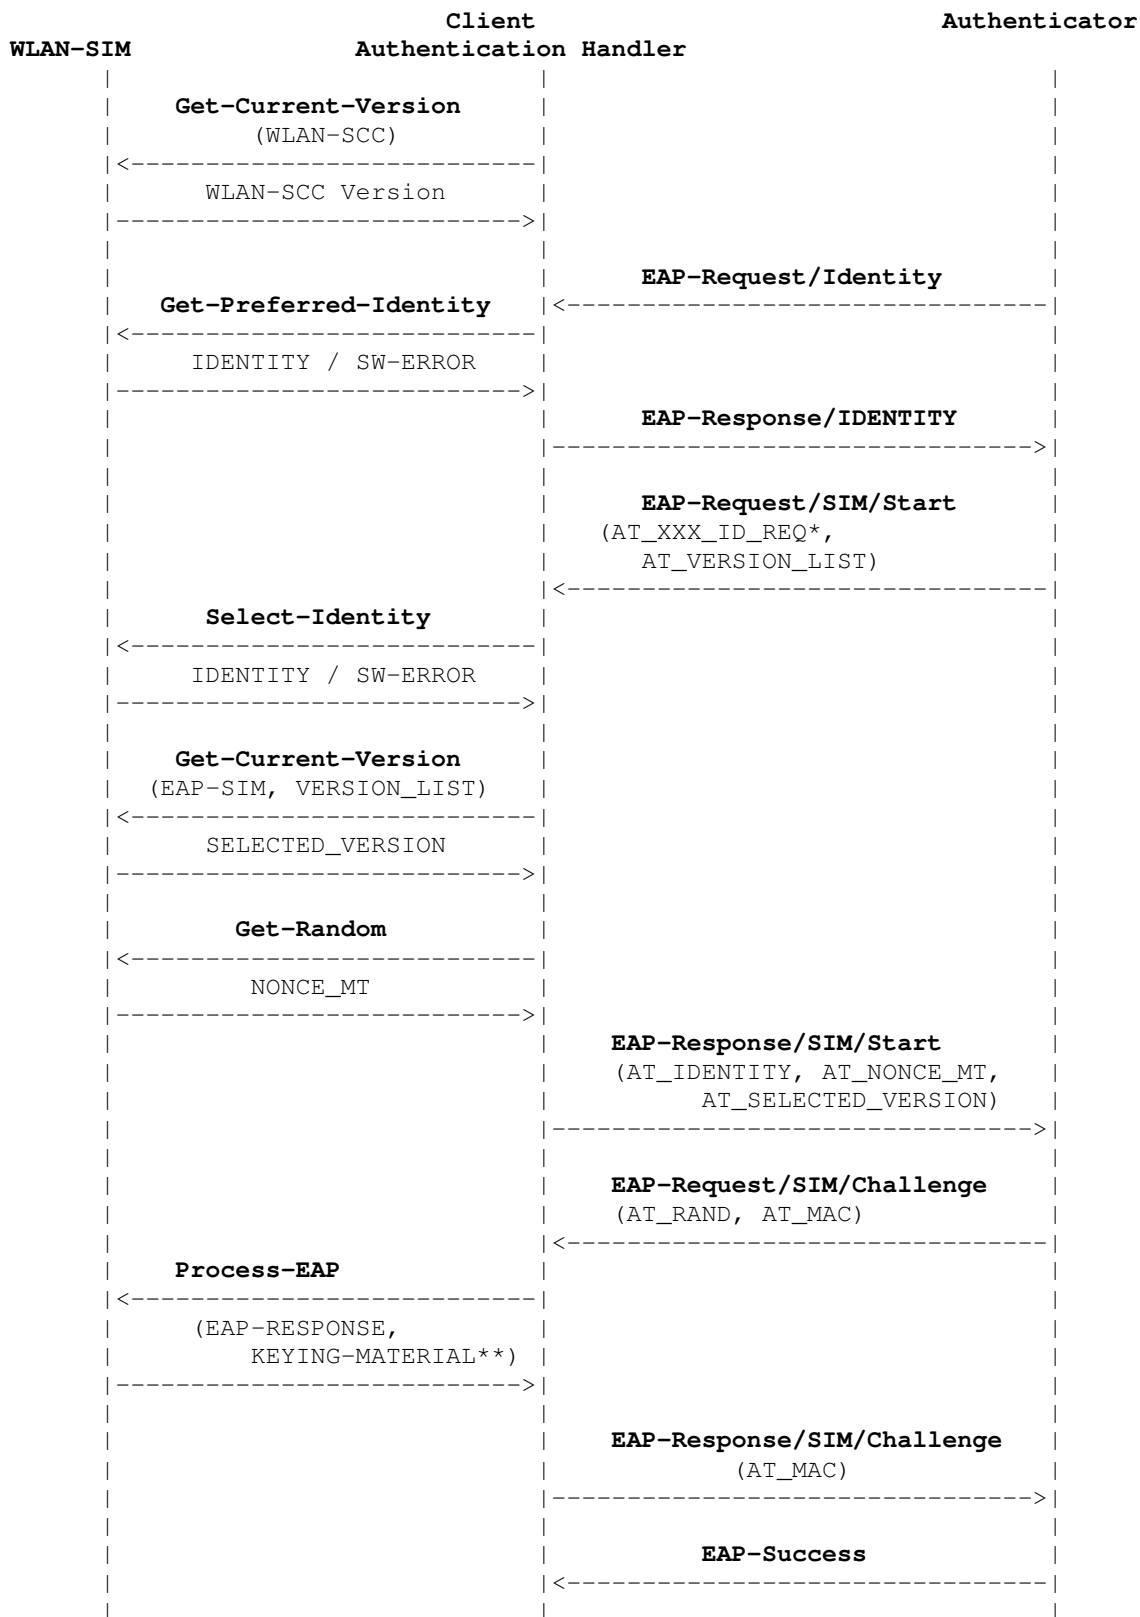 Client Authenticator
WLAN-SIM Authentication Handler
Get-Current-Version
(WLAN-SCC)
WLAN-SCC Version
EAP-Request/Identity
Get-Preferred-Identity
IDENTITY / SW-ERROR
EAP-Response/IDENTITY
EAP-Request/SIM/Start
(AT_XXX_ID_REQ*,
AT_VERSION_LIST)
Select-Identity
IDENTITY / SW-ERROR
Get-Current-Version
(EAP-SIM, VERSION_LIST)
SELECTED_VERSION
Get-Random
NONCE_MT
EAP-Response/SIM/Start
(AT_IDENTITY, AT_NONCE_MT,
AT_SELECTED_VERSION)
EAP-Request/SIM/Challenge
(AT_RAND, AT_MAC)
Process-EAP
(EAP-RESPONSE,
KEYING-MATERIAL**)
EAP-Response/SIM/Challenge
(AT_MAC)
EAP-Success